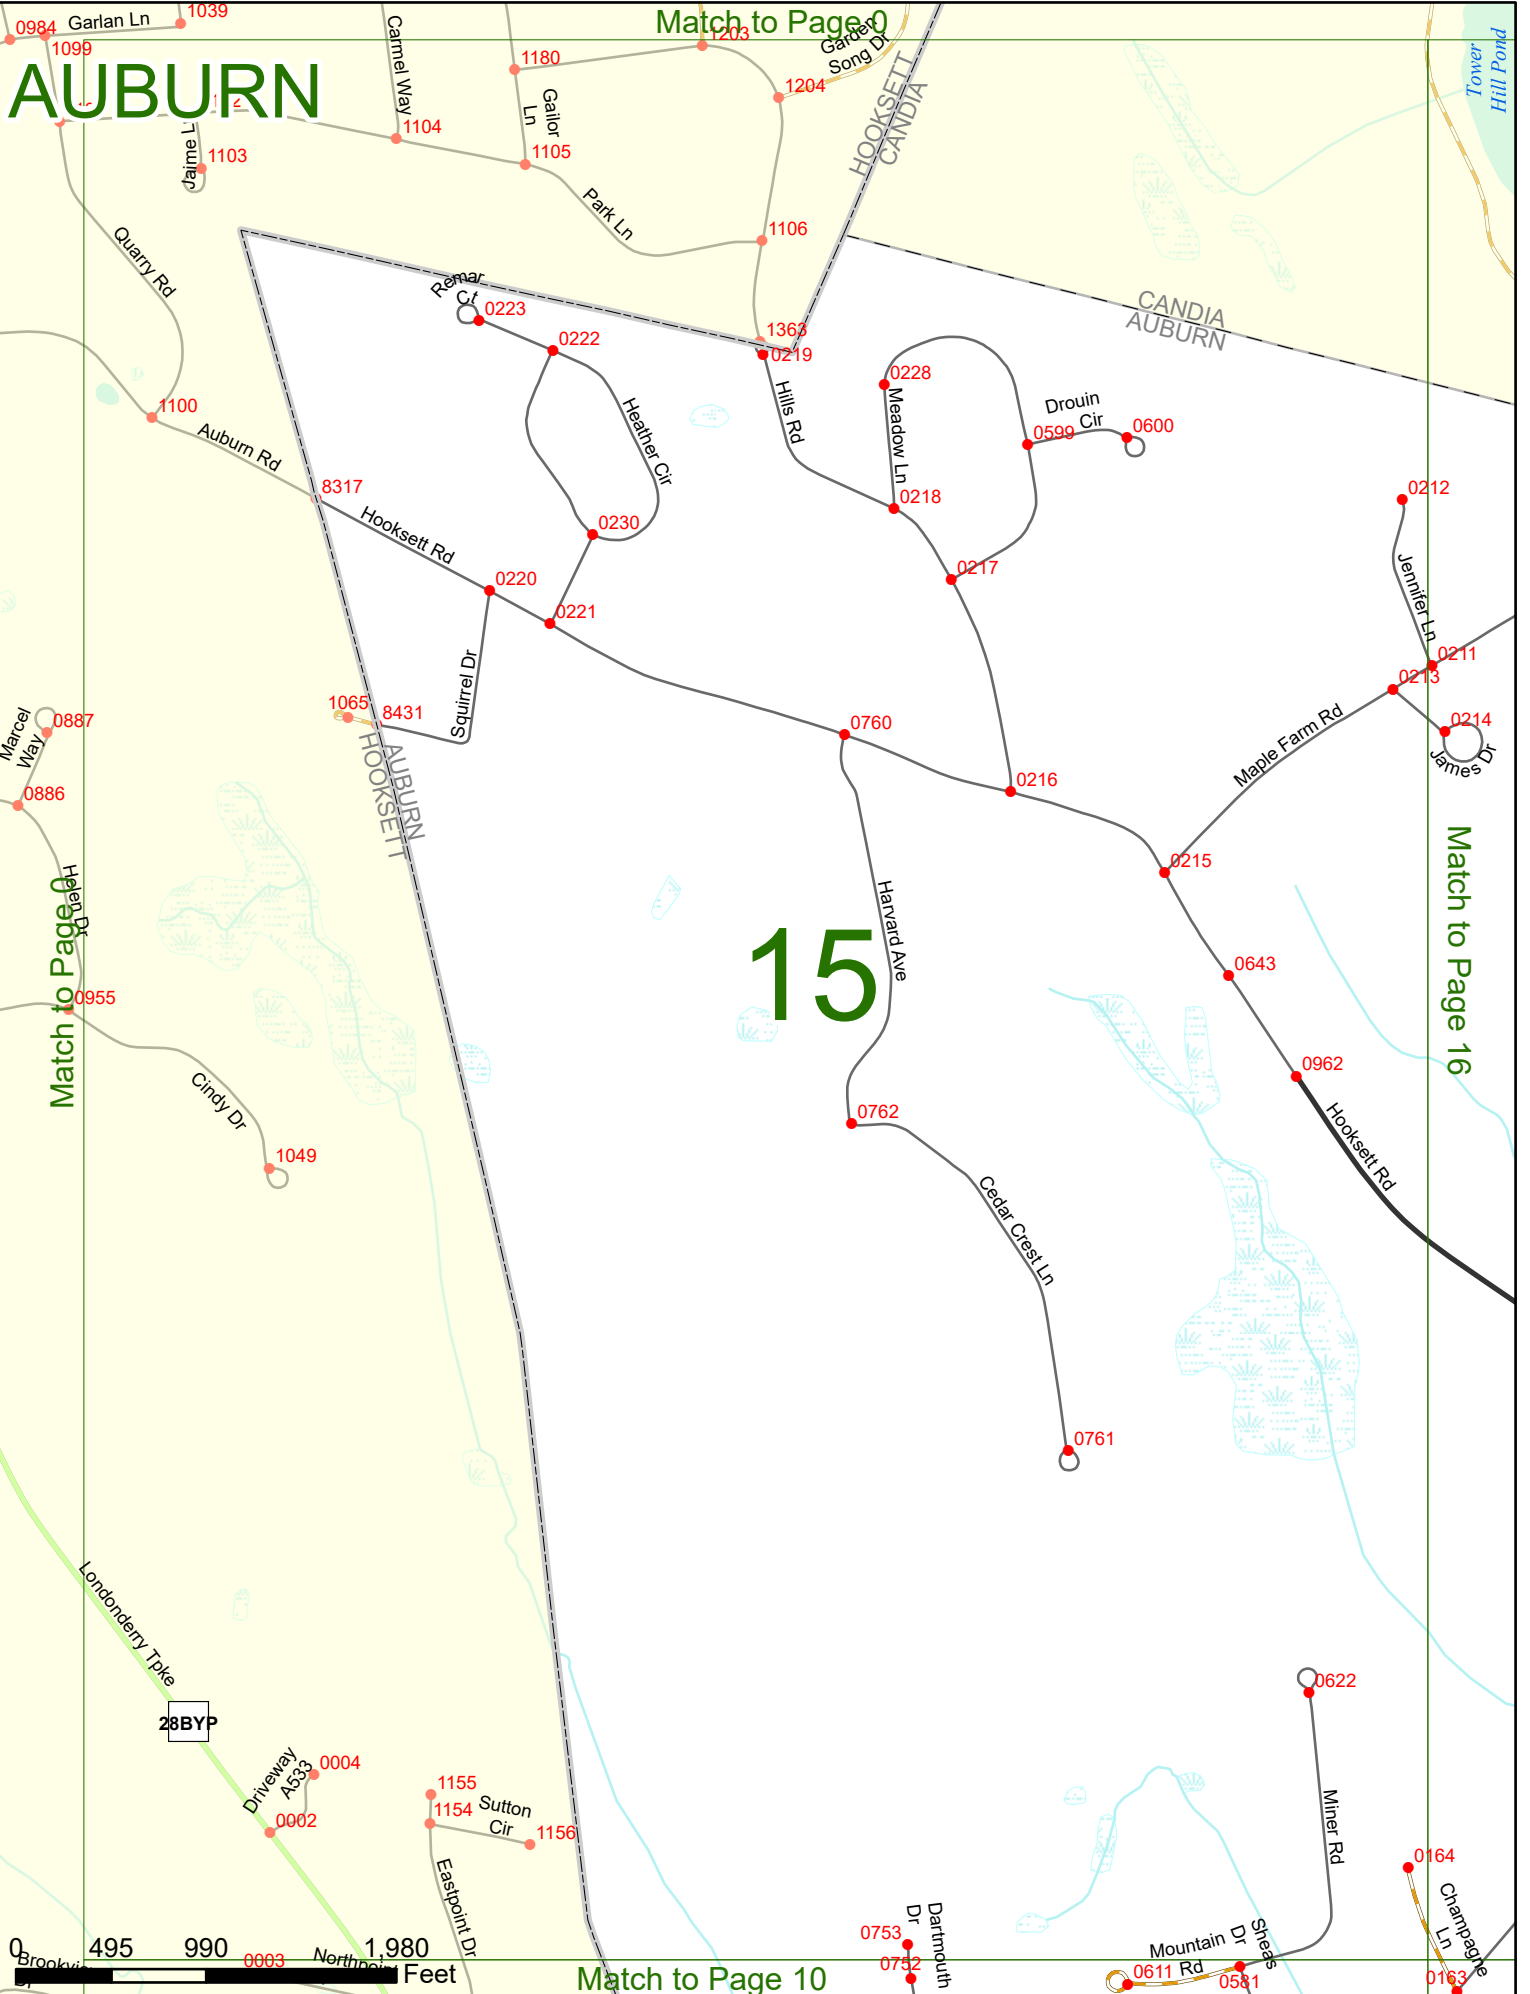 Match to Page 0
AUBURN
0984
Garlan Ln
1039
1099
1203
1180
Garden
Song Dr
1204
Tower
Hill Pond
Carmel Way
Gailor
Ln
1104
1105
1103
Park Ln
HOOKSETT
CANDIA
1106
Quarry Rd
Remar
Ct
0223
0222
1363
0219
CANDIA
AUBURN
0228
Meadow Ln
Hills Rd
Heather Cir
Drouin
Cir
0599
0600
1100
Auburn Rd
8317
Hooksett Rd
0230
0218
0212
0217
Jennifer Ln
0220
0221
0211
0213
0214
James Dr
Maple Farm Rd
Squirrel Dr
1065
8431
AUBURN
HOOKSETT
Marcel
Way
0887
0760
0216
0886
0215
Helen Dr
Match to Page 0
Match to Page 16
Harvard Ave
15
0643
0955
0962
Cindy Dr
Hooksett Rd
0762
1049
Cedar Crest Ln
0761
Londonderry Tpke
28BYP
0622
Driveway
A533
0004
0002
1155
1154
Sutton
Cir
1156
Eastpoint Dr
Miner Rd
0164
Champagne
Ln
0163
0753
0752
Dartmouth
Dr
Mountain
Rd
0611
Sheas
Dr
0581
0 495 990 1,980
Feet
0003
Match to Page 10